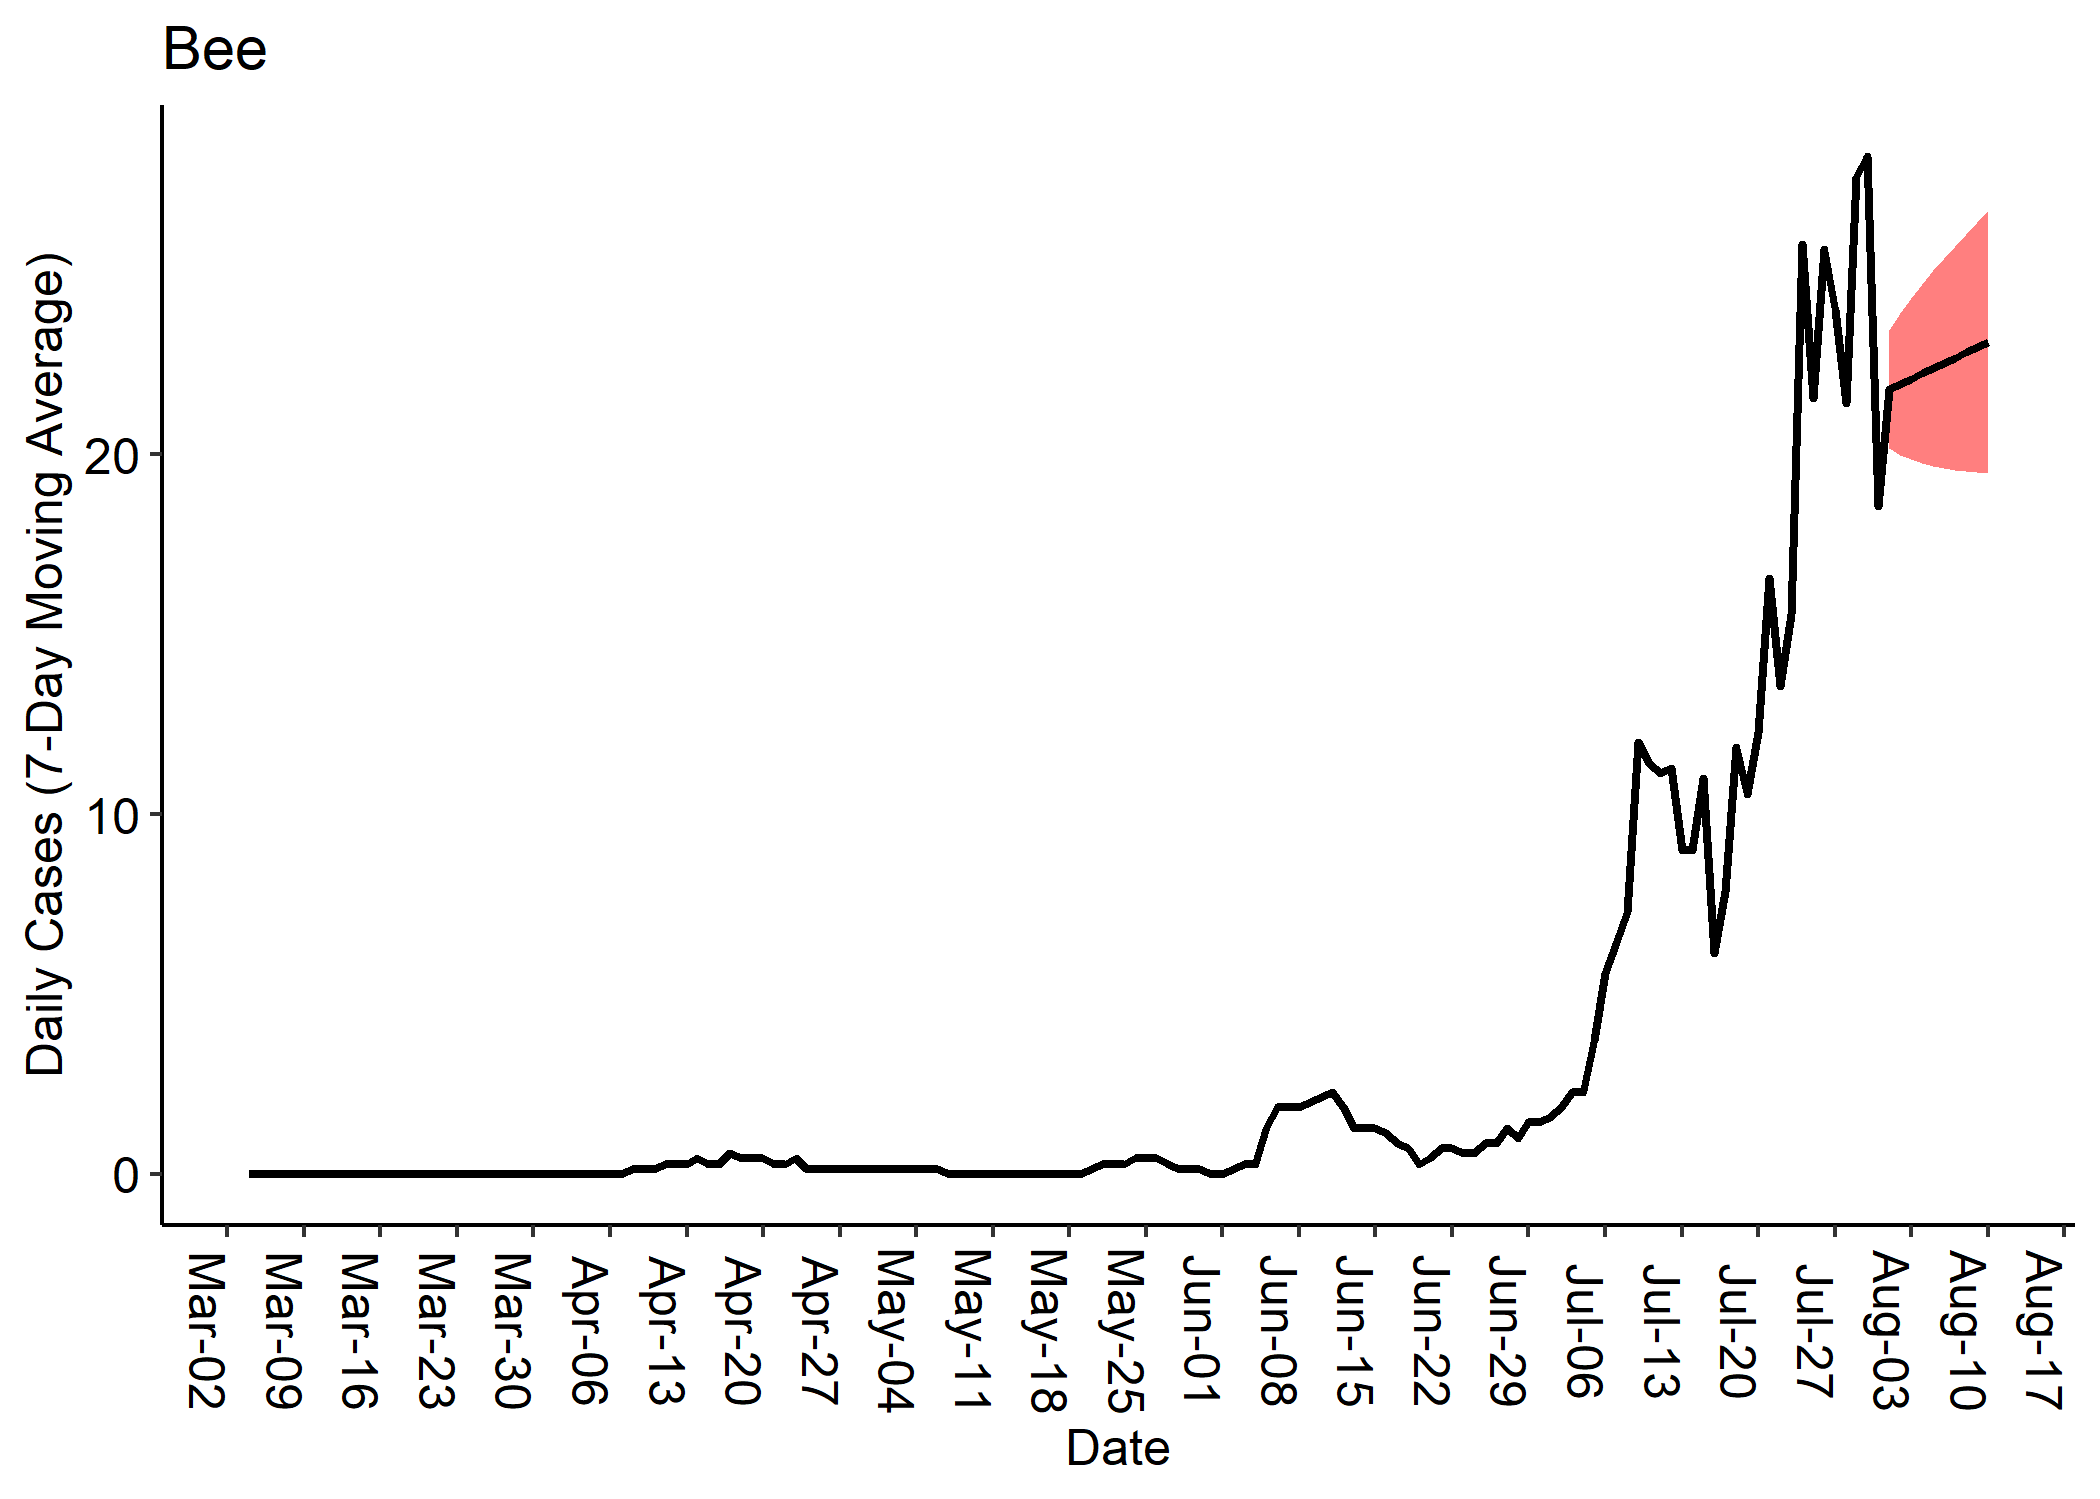 Bee
Daily Cases (7-Day Moving Average)
20
10
0
Mar-02
Mar-09
Mar-16
Mar-23
Mar-30
Apr-06
Apr-13
Apr-20
Apr-27
May-04
May-11
May-18
May-25
Jun-01
Jun-08
Jun-15
Jun-22
Jun-29
Jul-06
Jul-13
Jul-20
Jul-27
Aug-03
Aug-10
Aug-17
Date